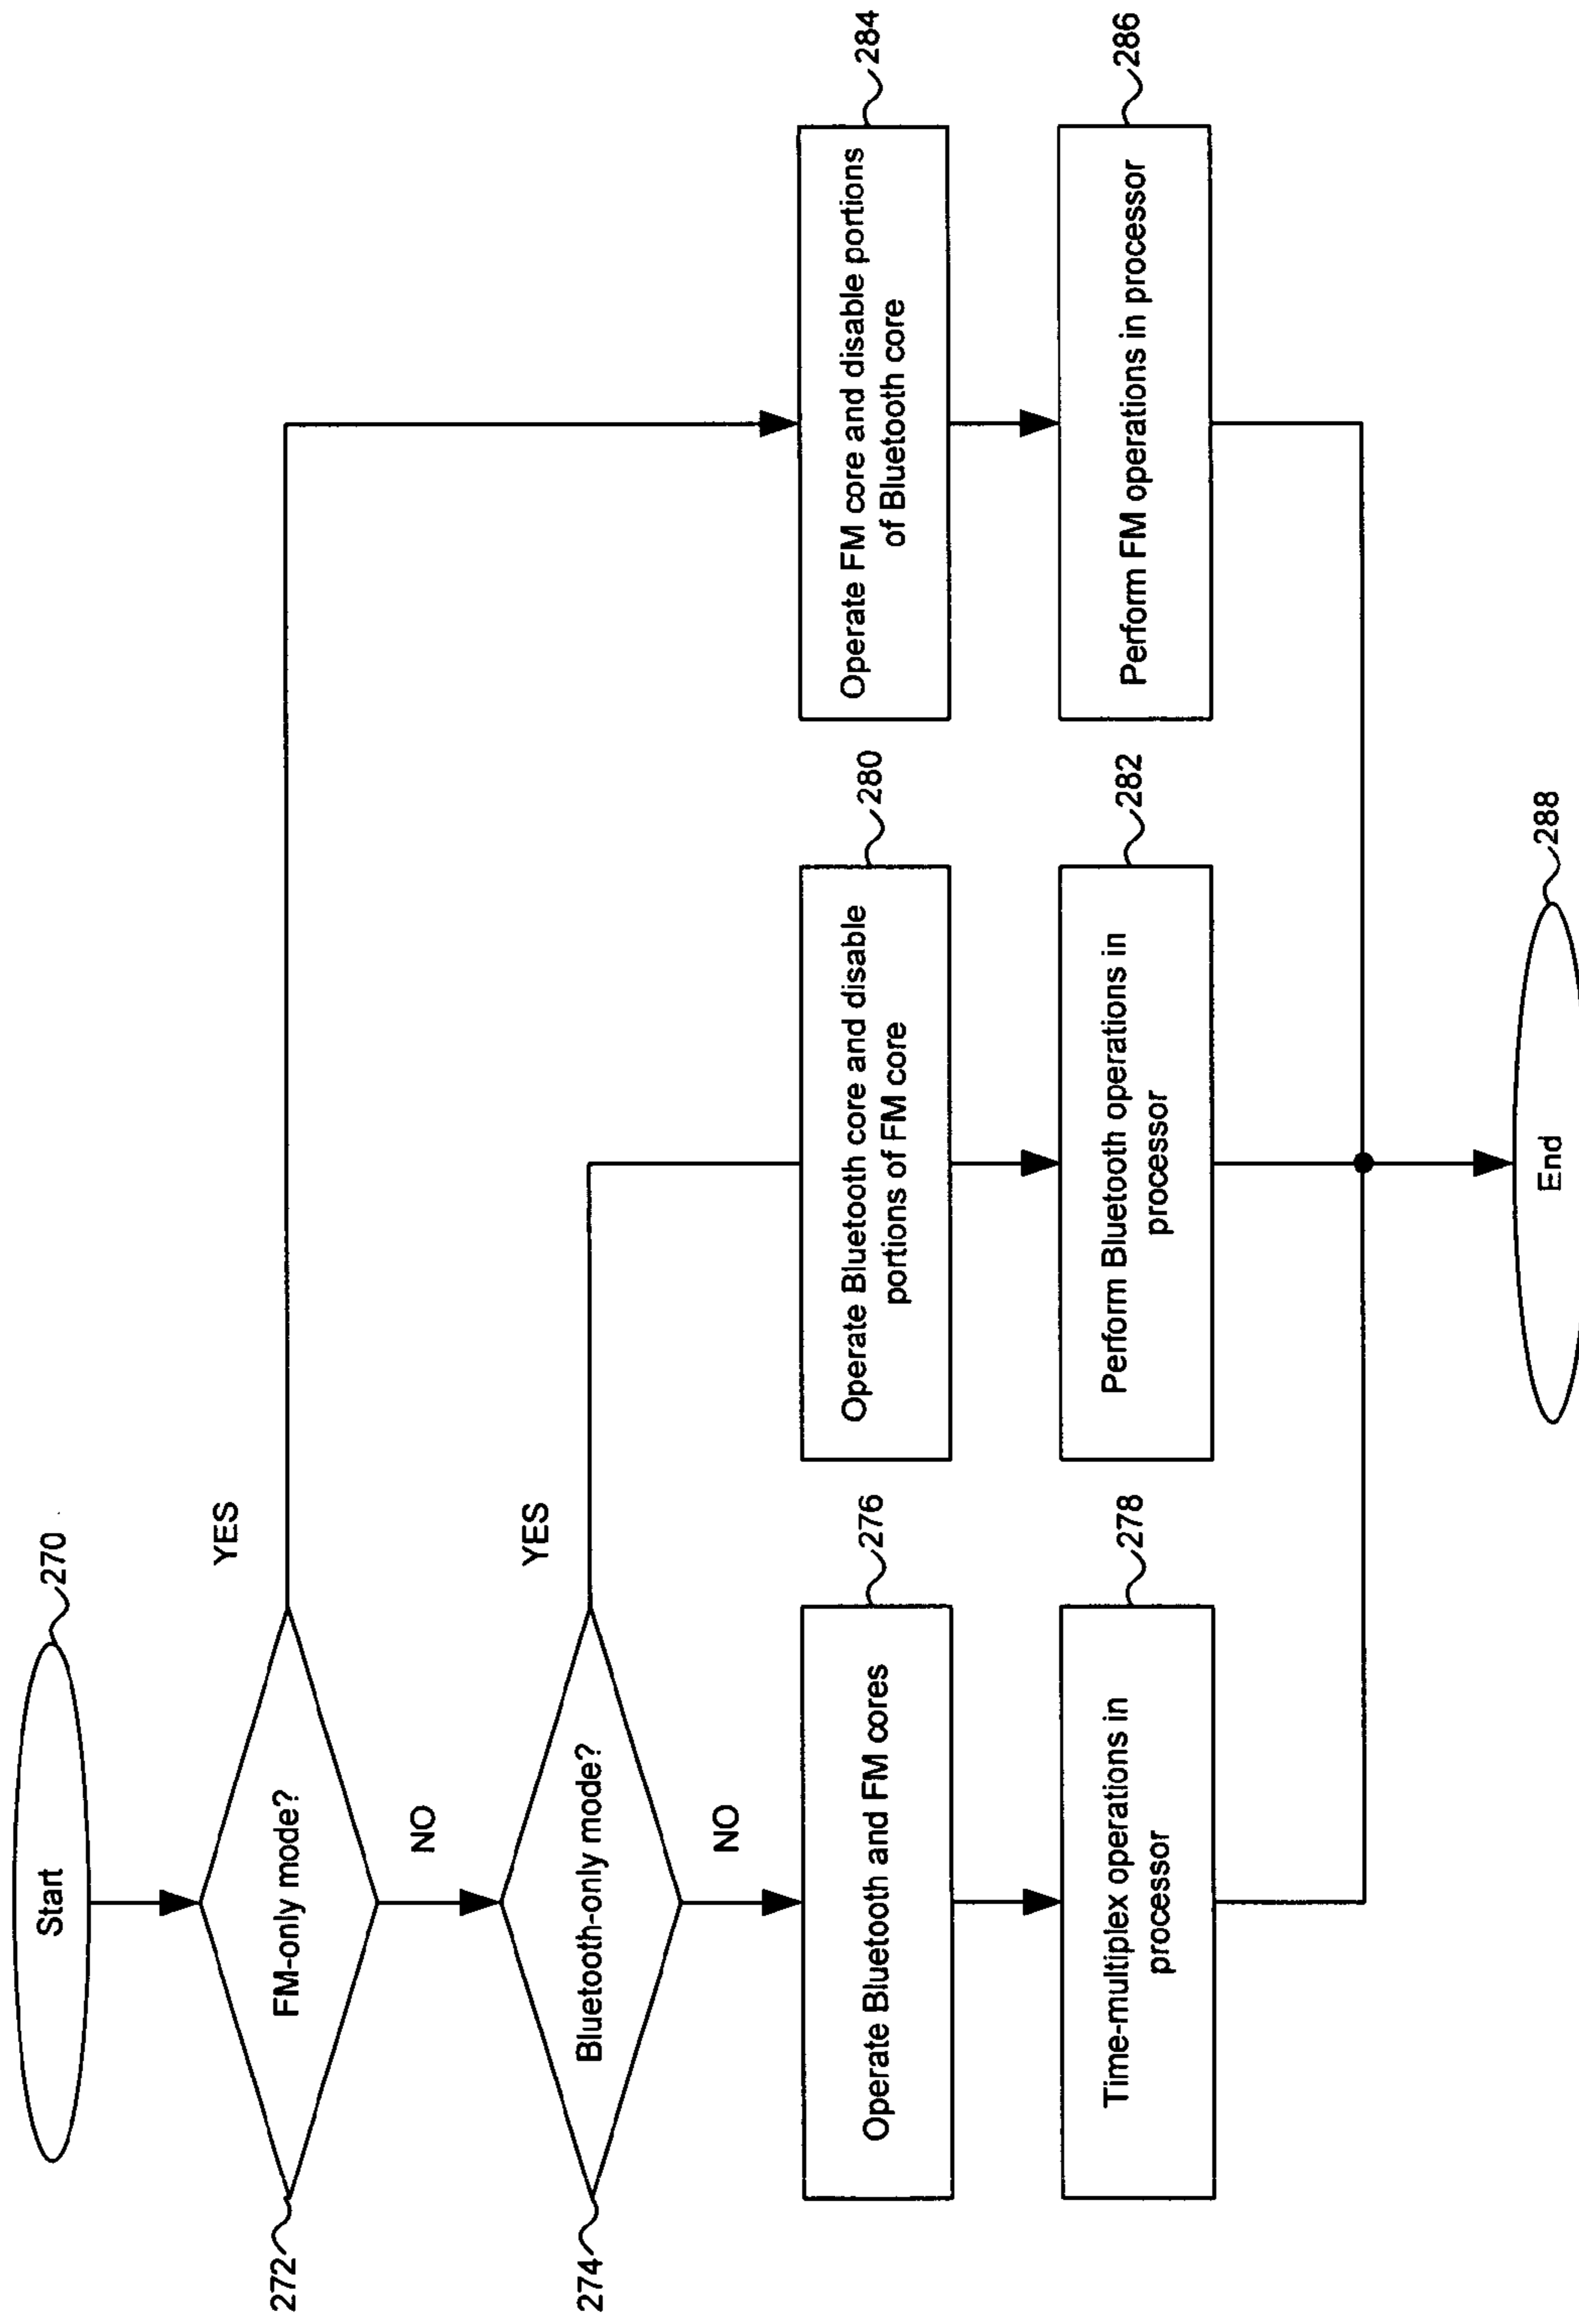 Start
270
FM-only mode?
272
YES
NO
Bluetooth-only mode?
274
YES
NO
Operate Bluetooth and FM cores
276
Operate Bluetooth core and disable
portions of FM core
280
Operate FM core and disable portions
of Bluetooth core
284
Time-multiplex operations in
processor
278
Perform Bluetooth operations in
processor
282
Perform FM operations in processor
286
End
288